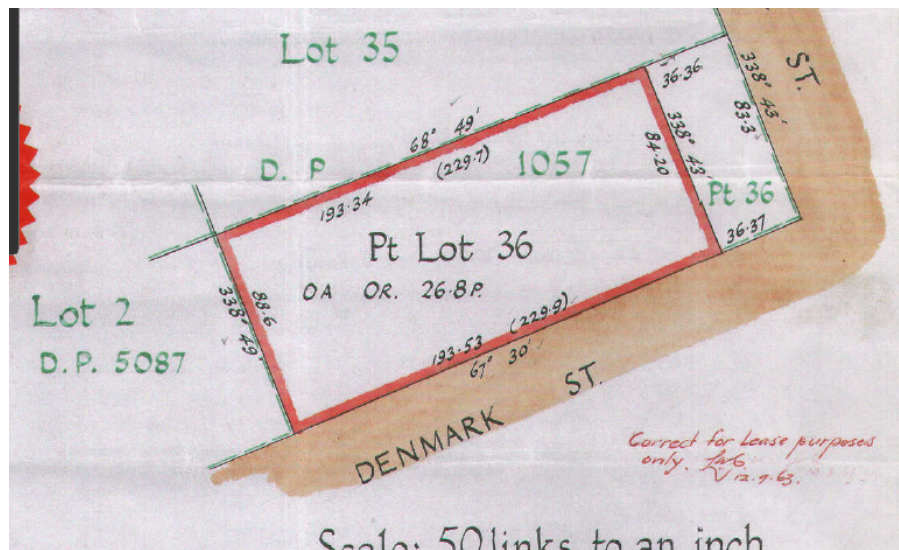 Lot 35
ST.
36·36
338° 43'
83·3
68° 49'
(229·7)
D. P
1057
338° 43'
84·20
Pt 36
193·34
36·37
Pt Lot 36
OA OR. 26·8P.
Lot 2
D.P. 5087
338° 49'
88·6
193·53 (229·9)
67° 30'
DENMARK ST.
Correct for Lease purposes
only.
12.9.63.
Scale: 50 links to an inch